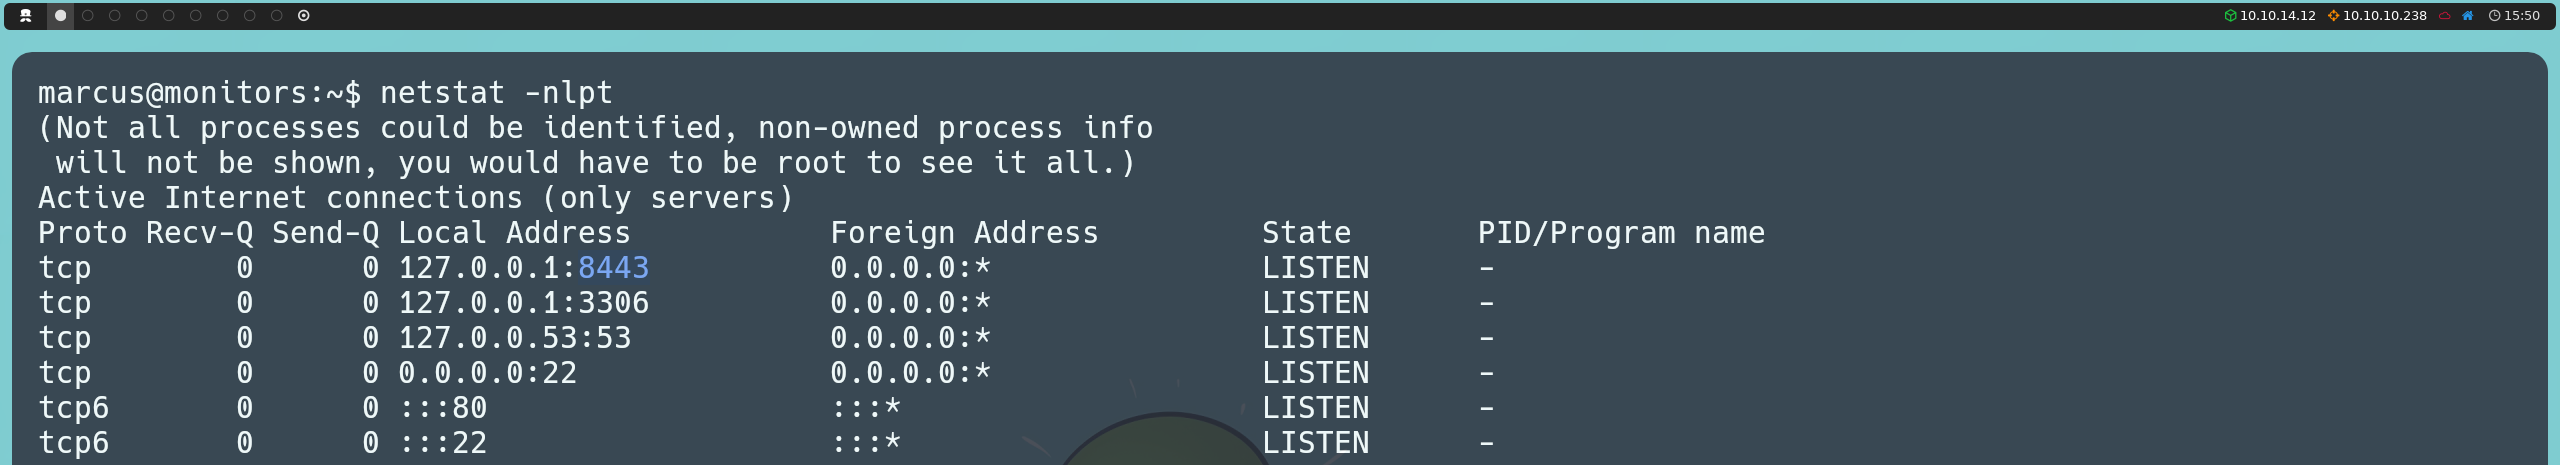 10.10.14.12 10.10.10.238 15:50
marcus@monitors:~$ netstat -nlpt
(Not all processes could be identified, non-owned process info
 will not be shown, you would have to be root to see it all.)
Active Internet connections (only servers)
Proto Recv-Q Send-Q Local Address           Foreign Address         State       PID/Program name
tcp        0      0 127.0.0.1:8443          0.0.0.0:*               LISTEN      -
tcp        0      0 127.0.0.1:3306          0.0.0.0:*               LISTEN      -
tcp        0      0 127.0.0.53:53           0.0.0.0:*               LISTEN      -
tcp        0      0 0.0.0.0:22              0.0.0.0:*               LISTEN      -
tcp6       0      0 :::80                   :::*                    LISTEN      -
tcp6       0      0 :::22                   :::*                    LISTEN      -